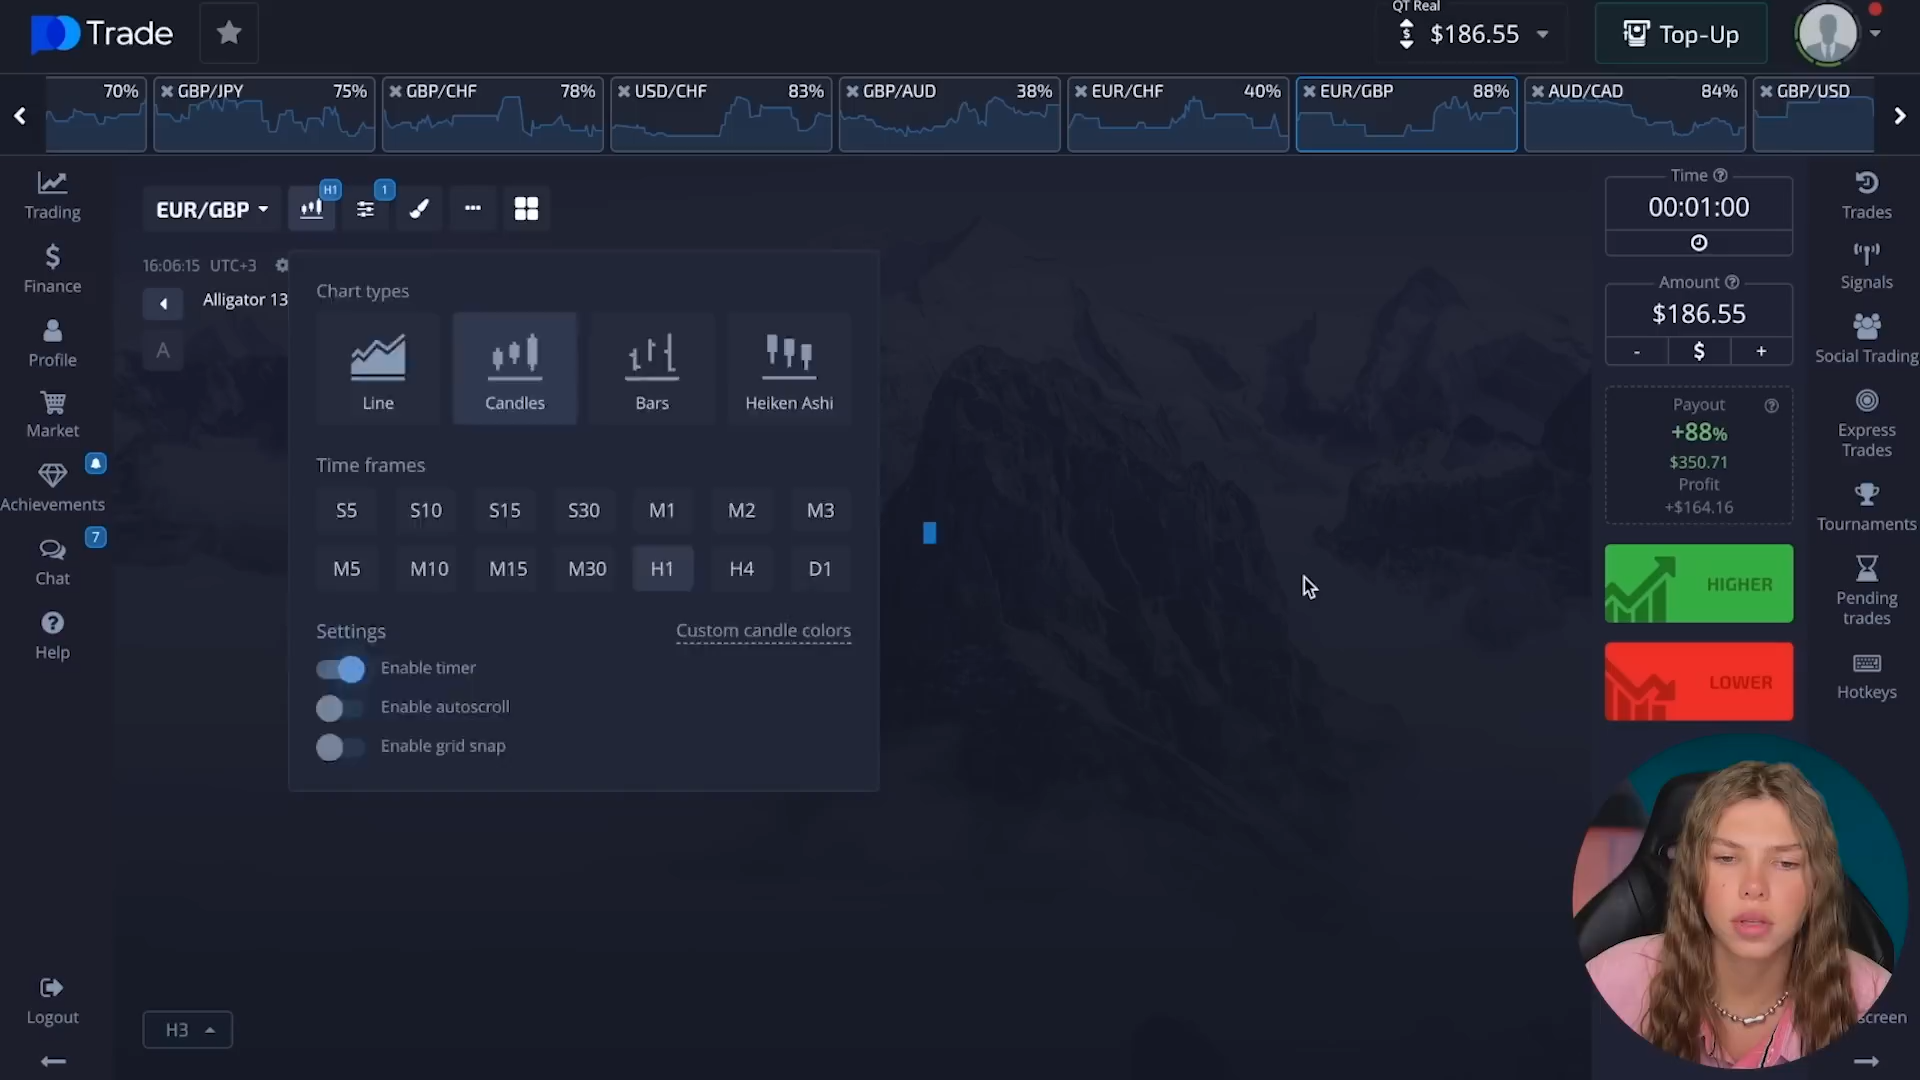 Trade
QT Real
$186.55
Top-Up
70%
GBP/JPY 75%
GBP/CHF 78%
USD/CHF 83%
GBP/AUD 38%
EUR/CHF 40%
EUR/GBP 88%
AUD/CAD 84%
GBP/USD
Trading
Finance
Profile
Market
Achievements
7
Chat
Help
Logout
EUR/GBP
H1
1
16:06:15 UTC+3
Alligator 13
A
Chart types
Line
Candles
Bars
Heiken Ashi
Time frames
S5 S10 S15 S30 M1 M2 M3
M5 M10 M15 M30 H1 H4 D1
Settings
Custom candle colors
Enable timer
Enable autoscroll
Enable grid snap
H3
Time
00:01:00
Amount
$186.55
- $ +
Payout
+88%
$350.71
Profit
+$164.16
HIGHER
LOWER
Trades
Signals
Social Trading
Express
Trades
Tournaments
Pending
trades
Hotkeys
screen